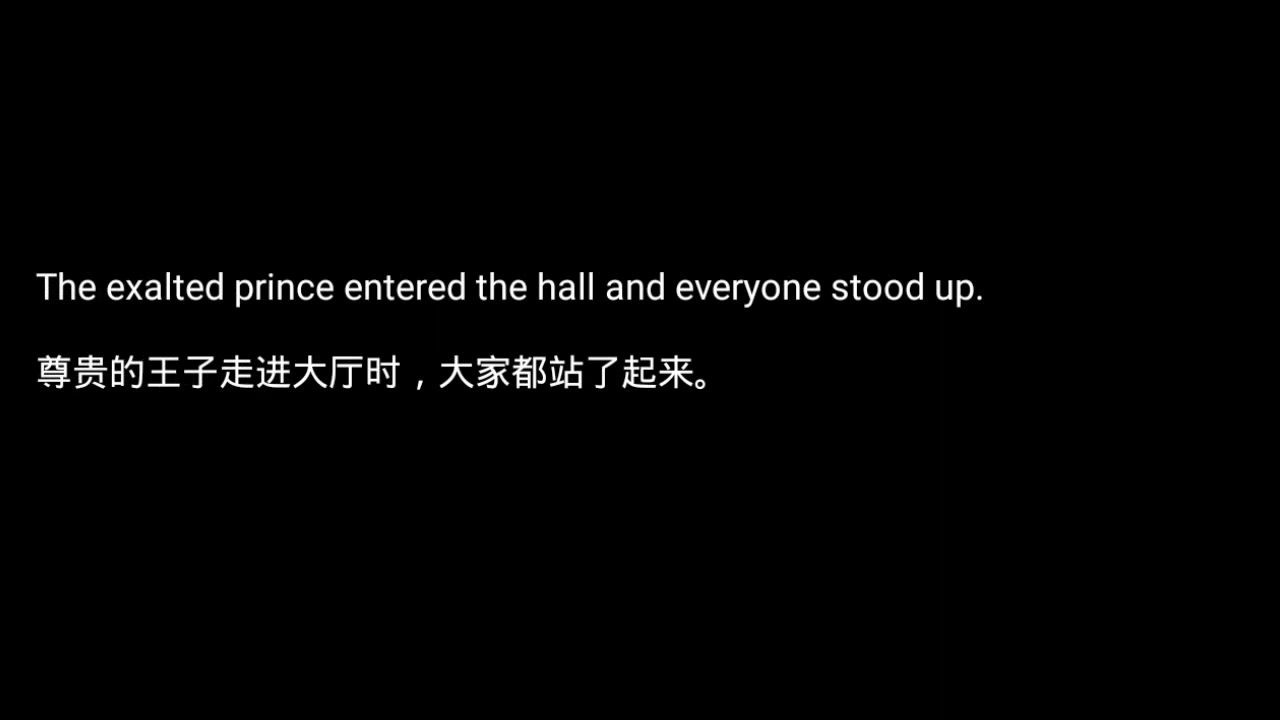 The exalted prince entered the hall and everyone stood up.
尊贵的王子走进大厅时，大家都站了起来。